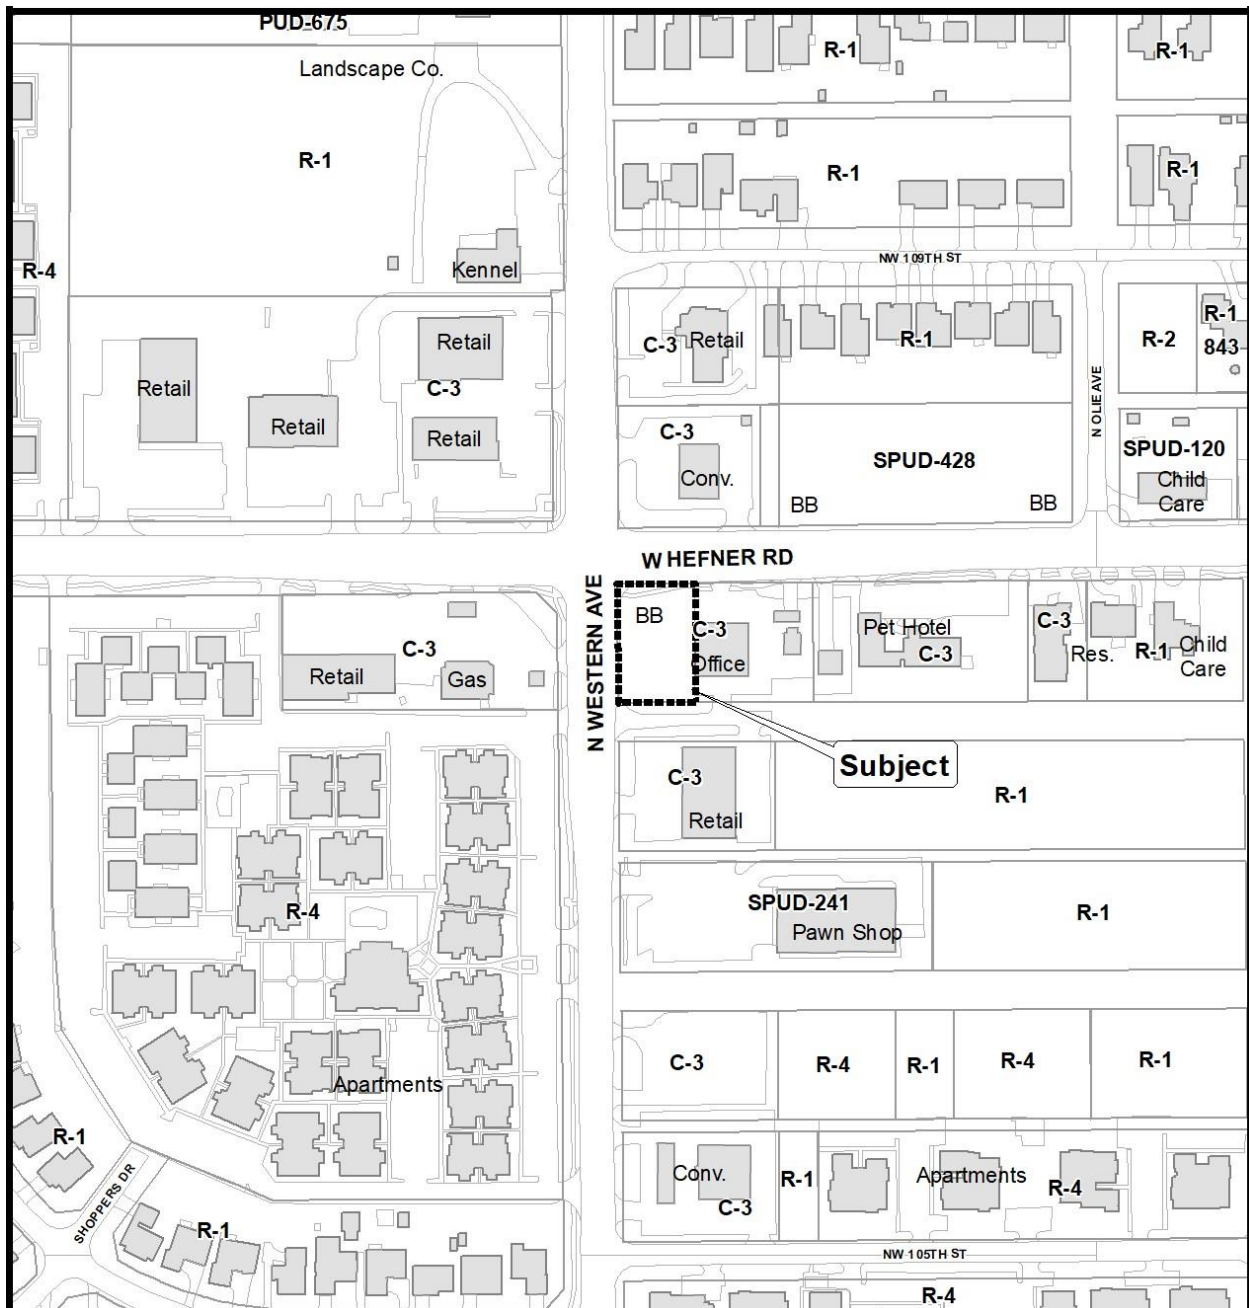 PUD-675
R-1
R-1
Landscape Co.
R-1
R-1
R-1
R-4
Kennel
NW 109TH ST
Retail
C-3
Retail
Retail
Retail
C-3
Retail
R-1
R-2
R-1
843
N OLIE AVE
C-3
Conv.
SPUD-428
BB
BB
SPUD-120
Child
Care
W HEFNER RD
N WESTERN AVE
BB
C-3
Office
Pet Hotel
C-3
C-3
Res.
R-1
Child
Care
C-3
Retail
Gas
Subject
C-3
Retail
R-1
R-4
SPUD-241
Pawn Shop
R-1
Apartments
C-3
R-4
R-1
R-4
R-1
R-1
SHOPPERS DR
R-1
Conv.
C-3
R-1
Apartments
R-4
NW 105TH ST
R-4